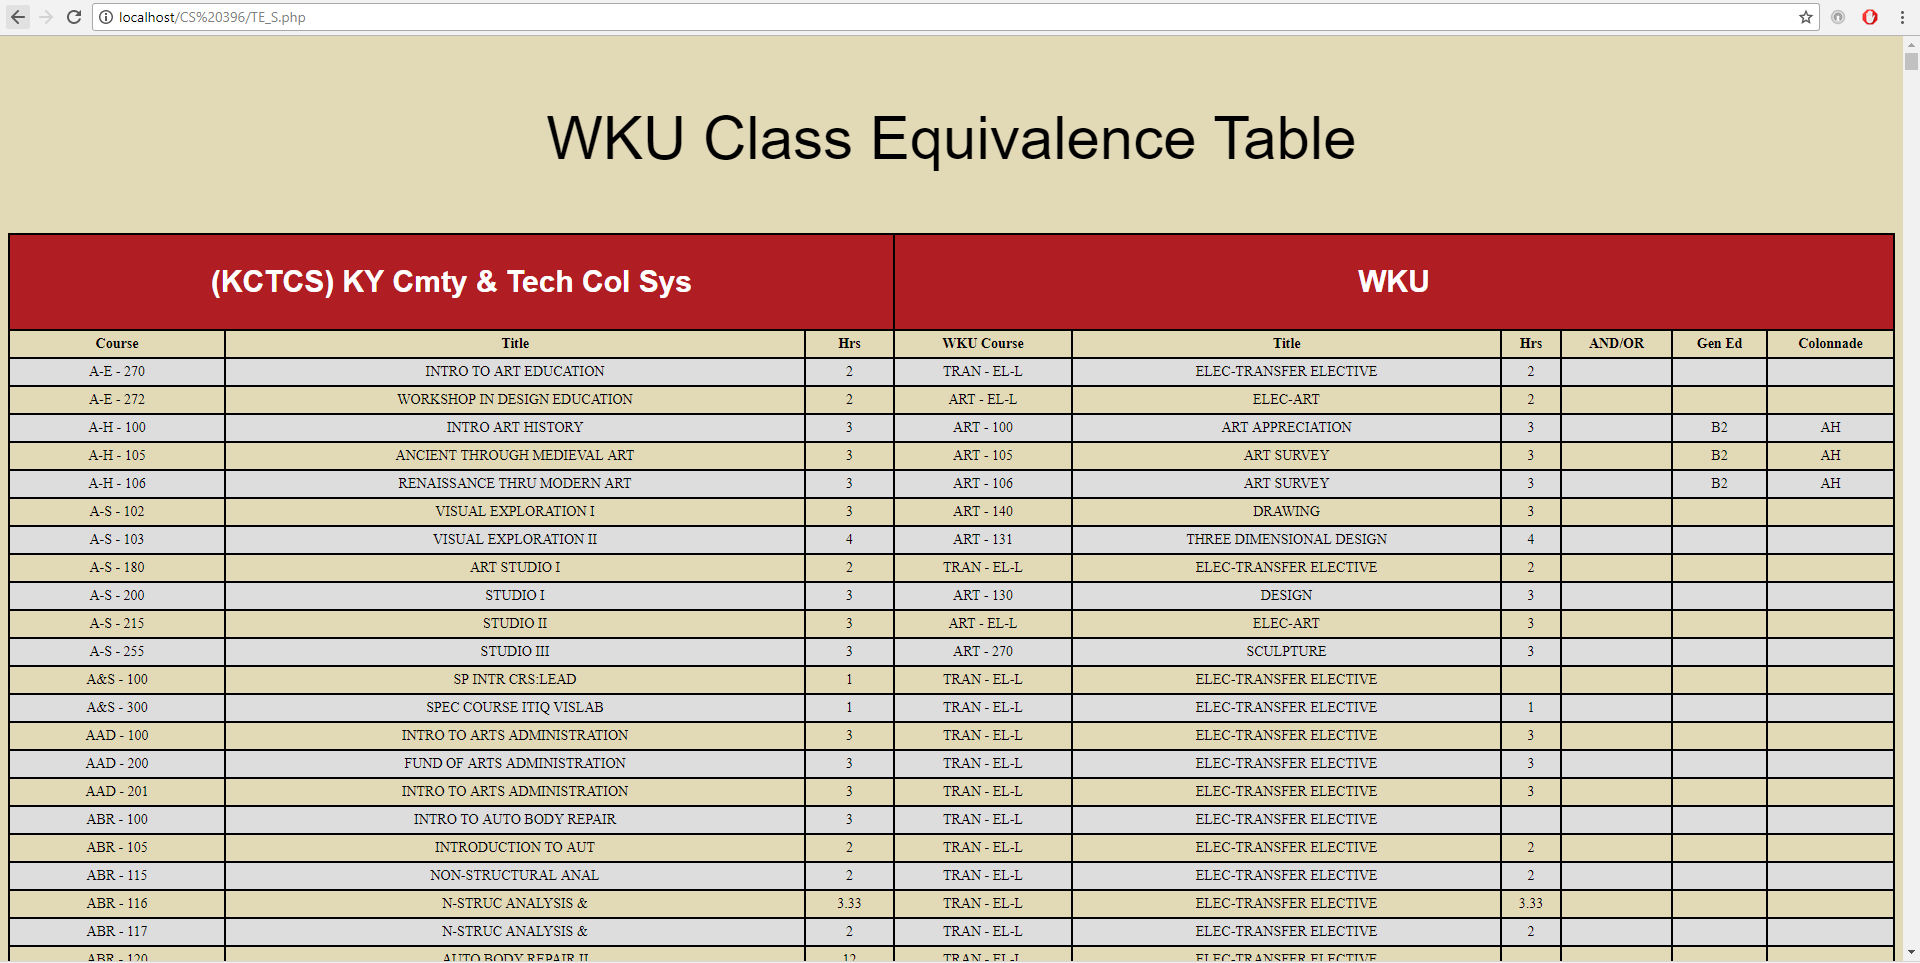 localhost/CS%20396/TE_S.php
WKU Class Equivalence Table
(KCTCS) KY Cmty & Tech Col Sys WKU
Course Title Hrs WKU Course Title Hrs AND/OR Gen Ed Colonnade
A-E - 270 INTRO TO ART EDUCATION 2 TRAN - EL-L ELEC-TRANSFER ELECTIVE 2
A-E - 272 WORKSHOP IN DESIGN EDUCATION 2 ART - EL-L ELEC-ART 2
A-H - 100 INTRO ART HISTORY 3 ART - 100 ART APPRECIATION 3 B2 AH
A-H - 105 ANCIENT THROUGH MEDIEVAL ART 3 ART - 105 ART SURVEY 3 B2 AH
A-H - 106 RENAISSANCE THRU MODERN ART 3 ART - 106 ART SURVEY 3 B2 AH
A-S - 102 VISUAL EXPLORATION I 3 ART - 140 DRAWING 3
A-S - 103 VISUAL EXPLORATION II 4 ART - 131 THREE DIMENSIONAL DESIGN 4
A-S - 180 ART STUDIO I 2 TRAN - EL-L ELEC-TRANSFER ELECTIVE 2
A-S - 200 STUDIO I 3 ART - 130 DESIGN 3
A-S - 215 STUDIO II 3 ART - EL-L ELEC-ART 3
A-S - 255 STUDIO III 3 ART - 270 SCULPTURE 3
A&S - 100 SP INTR CRS:LEAD 1 TRAN - EL-L ELEC-TRANSFER ELECTIVE
A&S - 300 SPEC COURSE ITIQ VISLAB 1 TRAN - EL-L ELEC-TRANSFER ELECTIVE 1
AAD - 100 INTRO TO ARTS ADMINISTRATION 3 TRAN - EL-L ELEC-TRANSFER ELECTIVE 3
AAD - 200 FUND OF ARTS ADMINISTRATION 3 TRAN - EL-L ELEC-TRANSFER ELECTIVE 3
AAD - 201 INTRO TO ARTS ADMINISTRATION 3 TRAN - EL-L ELEC-TRANSFER ELECTIVE 3
ABR - 100 INTRO TO AUTO BODY REPAIR 3 TRAN - EL-L ELEC-TRANSFER ELECTIVE
ABR - 105 INTRODUCTION TO AUT 2 TRAN - EL-L ELEC-TRANSFER ELECTIVE 2
ABR - 115 NON-STRUCTURAL ANAL 2 TRAN - EL-L ELEC-TRANSFER ELECTIVE 2
ABR - 116 N-STRUC ANALYSIS & 3.33 TRAN - EL-L ELEC-TRANSFER ELECTIVE 3.33
ABR - 117 N-STRUC ANALYSIS & 2 TRAN - EL-L ELEC-TRANSFER ELECTIVE 2
ABR - 120 AUTO BODY REPAIR II 12 TRAN - EL-L ELEC-TRANSFER ELECTIVE